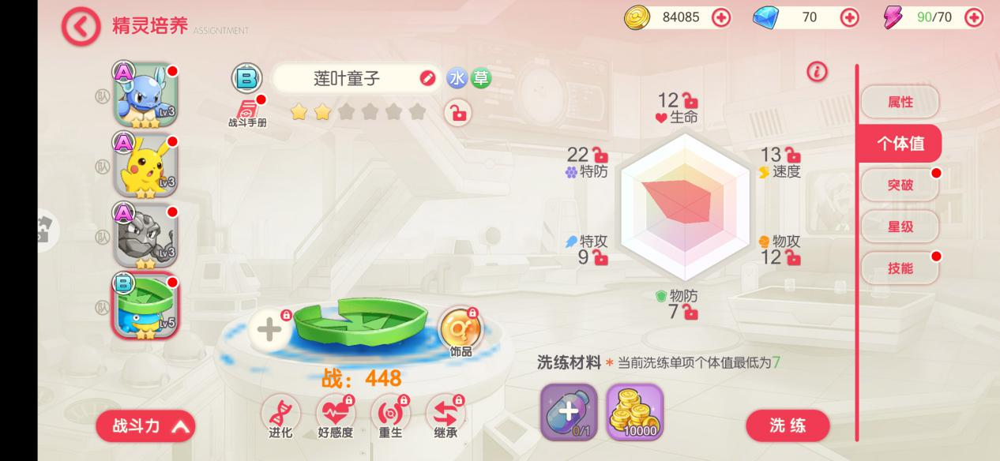 精灵培养 ASSIGNTMENT
84085
70
90/70
A
Lv3
队
A
Lv3
队
A
Lv3
队
B
Lv5
队
B
莲叶童子
水 草
战斗手册
12
生命
22
特防
13
速度
特攻
9
物攻
12
物防
7
饰品
战：448
进化
好感度
重生
继承
战斗力
洗练材料 * 当前洗练单项个体值最低为7
0/1
10000
洗练
属性
个体值
突破
星级
技能